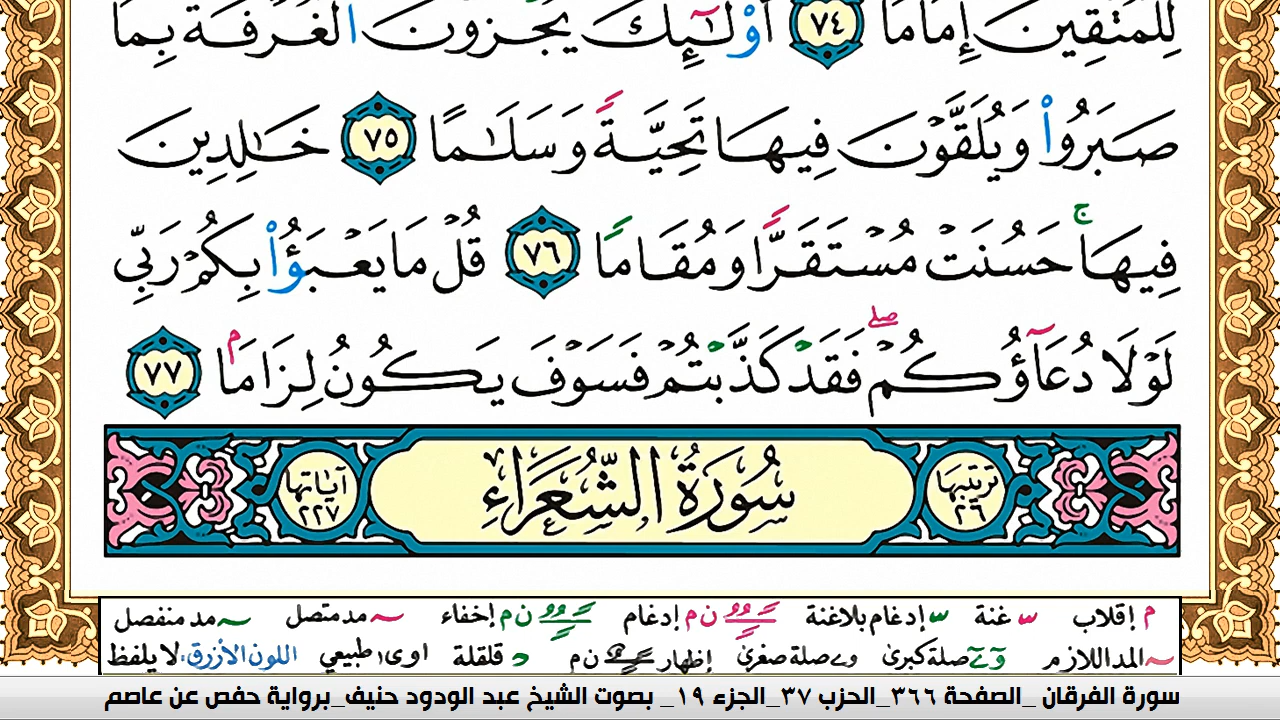 لِلْمُتَّقِينَ إِمَامًا ٧٤ أُوْلَـٰٓئِكَ يُجْزَوْنَ الْغُرْفَةَ بِمَا
صَبَرُواْ وَيُلَقَّوْنَ فِيهَا تَحِيَّةً وَسَلَـٰمًا ٧٥ خَـٰلِدِينَ
فِيهَا ۚ حَسُنَتْ مُسْتَقَرًّا وَمُقَامًا ٧٦ قُلْ مَا يَعْبَؤُاْ بِكُمْ رَبِّي
لَوْلَا دُعَآؤُكُمْ ۖ فَقَدْ كَذَّبْتُمْ فَسَوْفَ يَكُونُ لِزَامًۢا ٧٧
ترتيبها ٢٦ سُورَةُ الشُّعَرَاءِ آياتها ٢٢٧
م إقلاب س غنة س إدغام بلاغنة ن م إدغام ن م إخفاء مد متصل مد منفصل
المد اللازم صلة كبرى صلة صغرى إظهار ن م قلقلة اوى طبيعي اللون الأزرق: لا يلفظ
سورة الفرقان _الصفحة ٣٦٦_الحزب ٣٧_الجزء ١٩_ بصوت الشيخ عبد الودود حنيف_برواية حفص عن عاصم